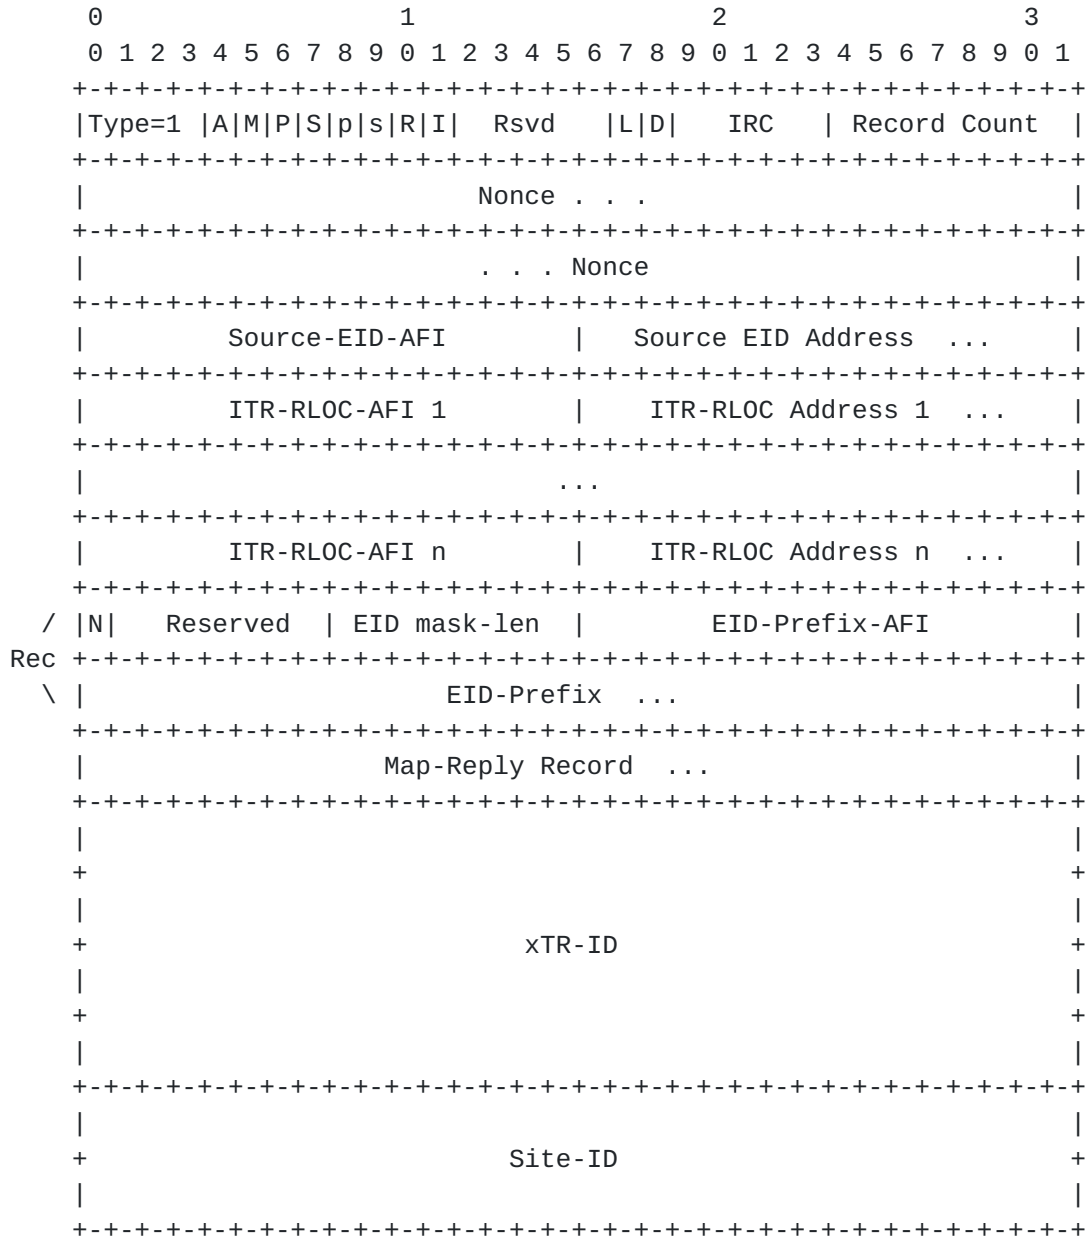 0                   1                   2                   3
     0 1 2 3 4 5 6 7 8 9 0 1 2 3 4 5 6 7 8 9 0 1 2 3 4 5 6 7 8 9 0 1
    +-+-+-+-+-+-+-+-+-+-+-+-+-+-+-+-+-+-+-+-+-+-+-+-+-+-+-+-+-+-+-+-+
    |Type=1 |A|M|P|S|p|s|R|I|  Rsvd   |L|D|   IRC   | Record Count  |
    +-+-+-+-+-+-+-+-+-+-+-+-+-+-+-+-+-+-+-+-+-+-+-+-+-+-+-+-+-+-+-+-+
    |                         Nonce . . .                           |
    +-+-+-+-+-+-+-+-+-+-+-+-+-+-+-+-+-+-+-+-+-+-+-+-+-+-+-+-+-+-+-+-+
    |                         . . . Nonce                           |
    +-+-+-+-+-+-+-+-+-+-+-+-+-+-+-+-+-+-+-+-+-+-+-+-+-+-+-+-+-+-+-+-+
    |         Source-EID-AFI        |   Source EID Address  ...     |
    +-+-+-+-+-+-+-+-+-+-+-+-+-+-+-+-+-+-+-+-+-+-+-+-+-+-+-+-+-+-+-+-+
    |         ITR-RLOC-AFI 1        |    ITR-RLOC Address 1  ...    |
    +-+-+-+-+-+-+-+-+-+-+-+-+-+-+-+-+-+-+-+-+-+-+-+-+-+-+-+-+-+-+-+-+
    |                              ...                              |
    +-+-+-+-+-+-+-+-+-+-+-+-+-+-+-+-+-+-+-+-+-+-+-+-+-+-+-+-+-+-+-+-+
    |         ITR-RLOC-AFI n        |    ITR-RLOC Address n  ...    |
    +-+-+-+-+-+-+-+-+-+-+-+-+-+-+-+-+-+-+-+-+-+-+-+-+-+-+-+-+-+-+-+-+
  / |N|   Reserved  | EID mask-len  |        EID-Prefix-AFI         |
Rec +-+-+-+-+-+-+-+-+-+-+-+-+-+-+-+-+-+-+-+-+-+-+-+-+-+-+-+-+-+-+-+-+
  \ |                       EID-Prefix  ...                         |
    +-+-+-+-+-+-+-+-+-+-+-+-+-+-+-+-+-+-+-+-+-+-+-+-+-+-+-+-+-+-+-+-+
    |                   Map-Reply Record  ...                       |
    +-+-+-+-+-+-+-+-+-+-+-+-+-+-+-+-+-+-+-+-+-+-+-+-+-+-+-+-+-+-+-+-+
    |                                                               |
    +                                                               +
    |                                                               |
    +                            xTR-ID                             +
    |                                                               |
    +                                                               +
    |                                                               |
    +-+-+-+-+-+-+-+-+-+-+-+-+-+-+-+-+-+-+-+-+-+-+-+-+-+-+-+-+-+-+-+-+
    |                                                               |
    +                           Site-ID                             +
    |                                                               |
    +-+-+-+-+-+-+-+-+-+-+-+-+-+-+-+-+-+-+-+-+-+-+-+-+-+-+-+-+-+-+-+-+